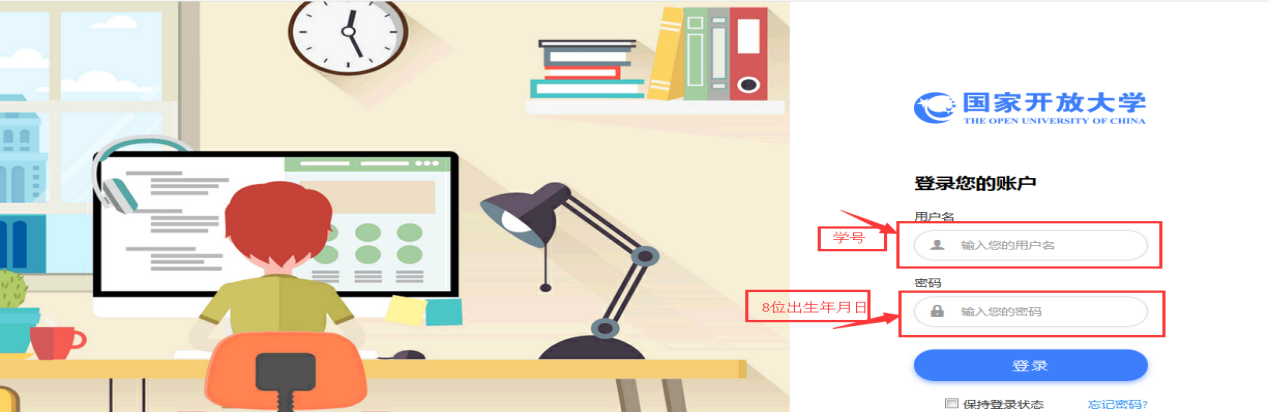 国家开放大学
THE OPEN UNIVERSITY OF CHINA
登录您的账户
用户名
学号
输入您的用户名
密码
8位出生年月日
输入您的密码
登录
保持登录状态 忘记密码?